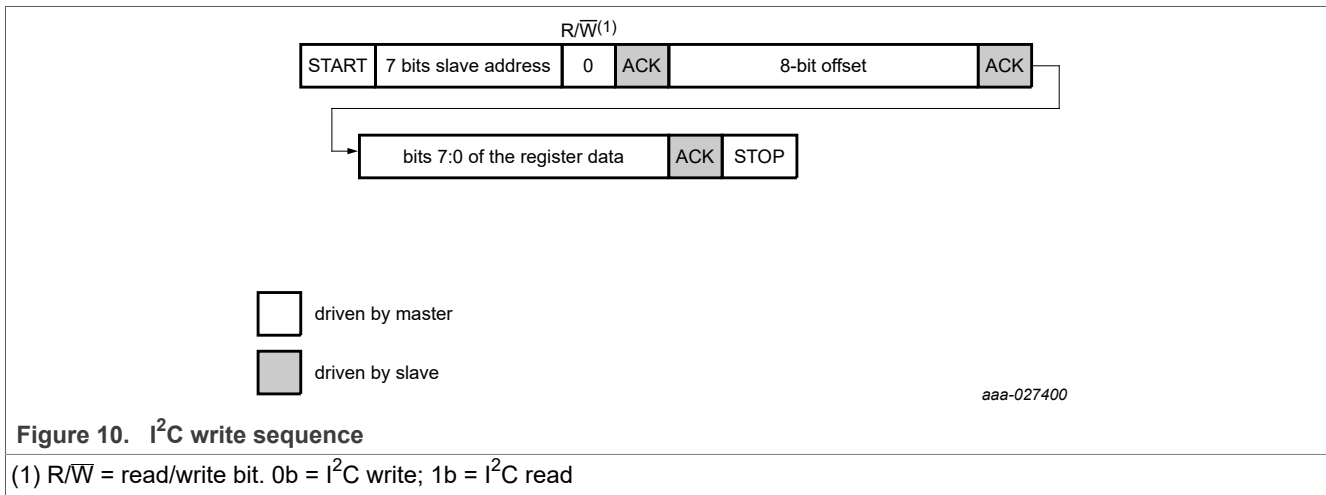 R/W̅(1)
START 7 bits slave address 0 ACK 8-bit offset ACK
bits 7:0 of the register data ACK STOP
driven by master
driven by slave
aaa-027400
Figure 10. I²C write sequence
(1) R/W̅ = read/write bit. 0b = I²C write; 1b = I²C read